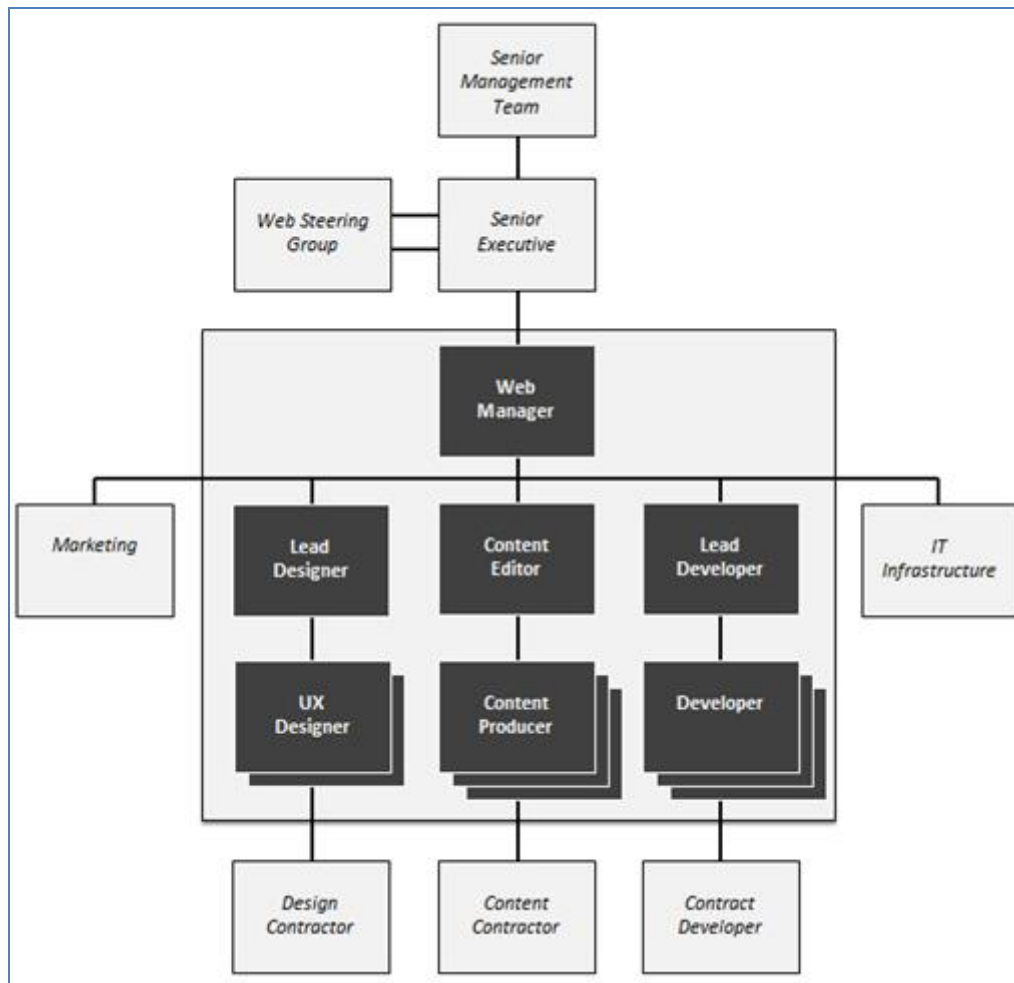 Senior
Management
Team
Web Steering
Group
Senior
Executive
Web
Manager
Marketing
Lead
Designer
Content
Editor
Lead
Developer
IT
Infrastructure
UX
Designer
Content
Producer
Developer
Design
Contractor
Content
Contractor
Contract
Developer